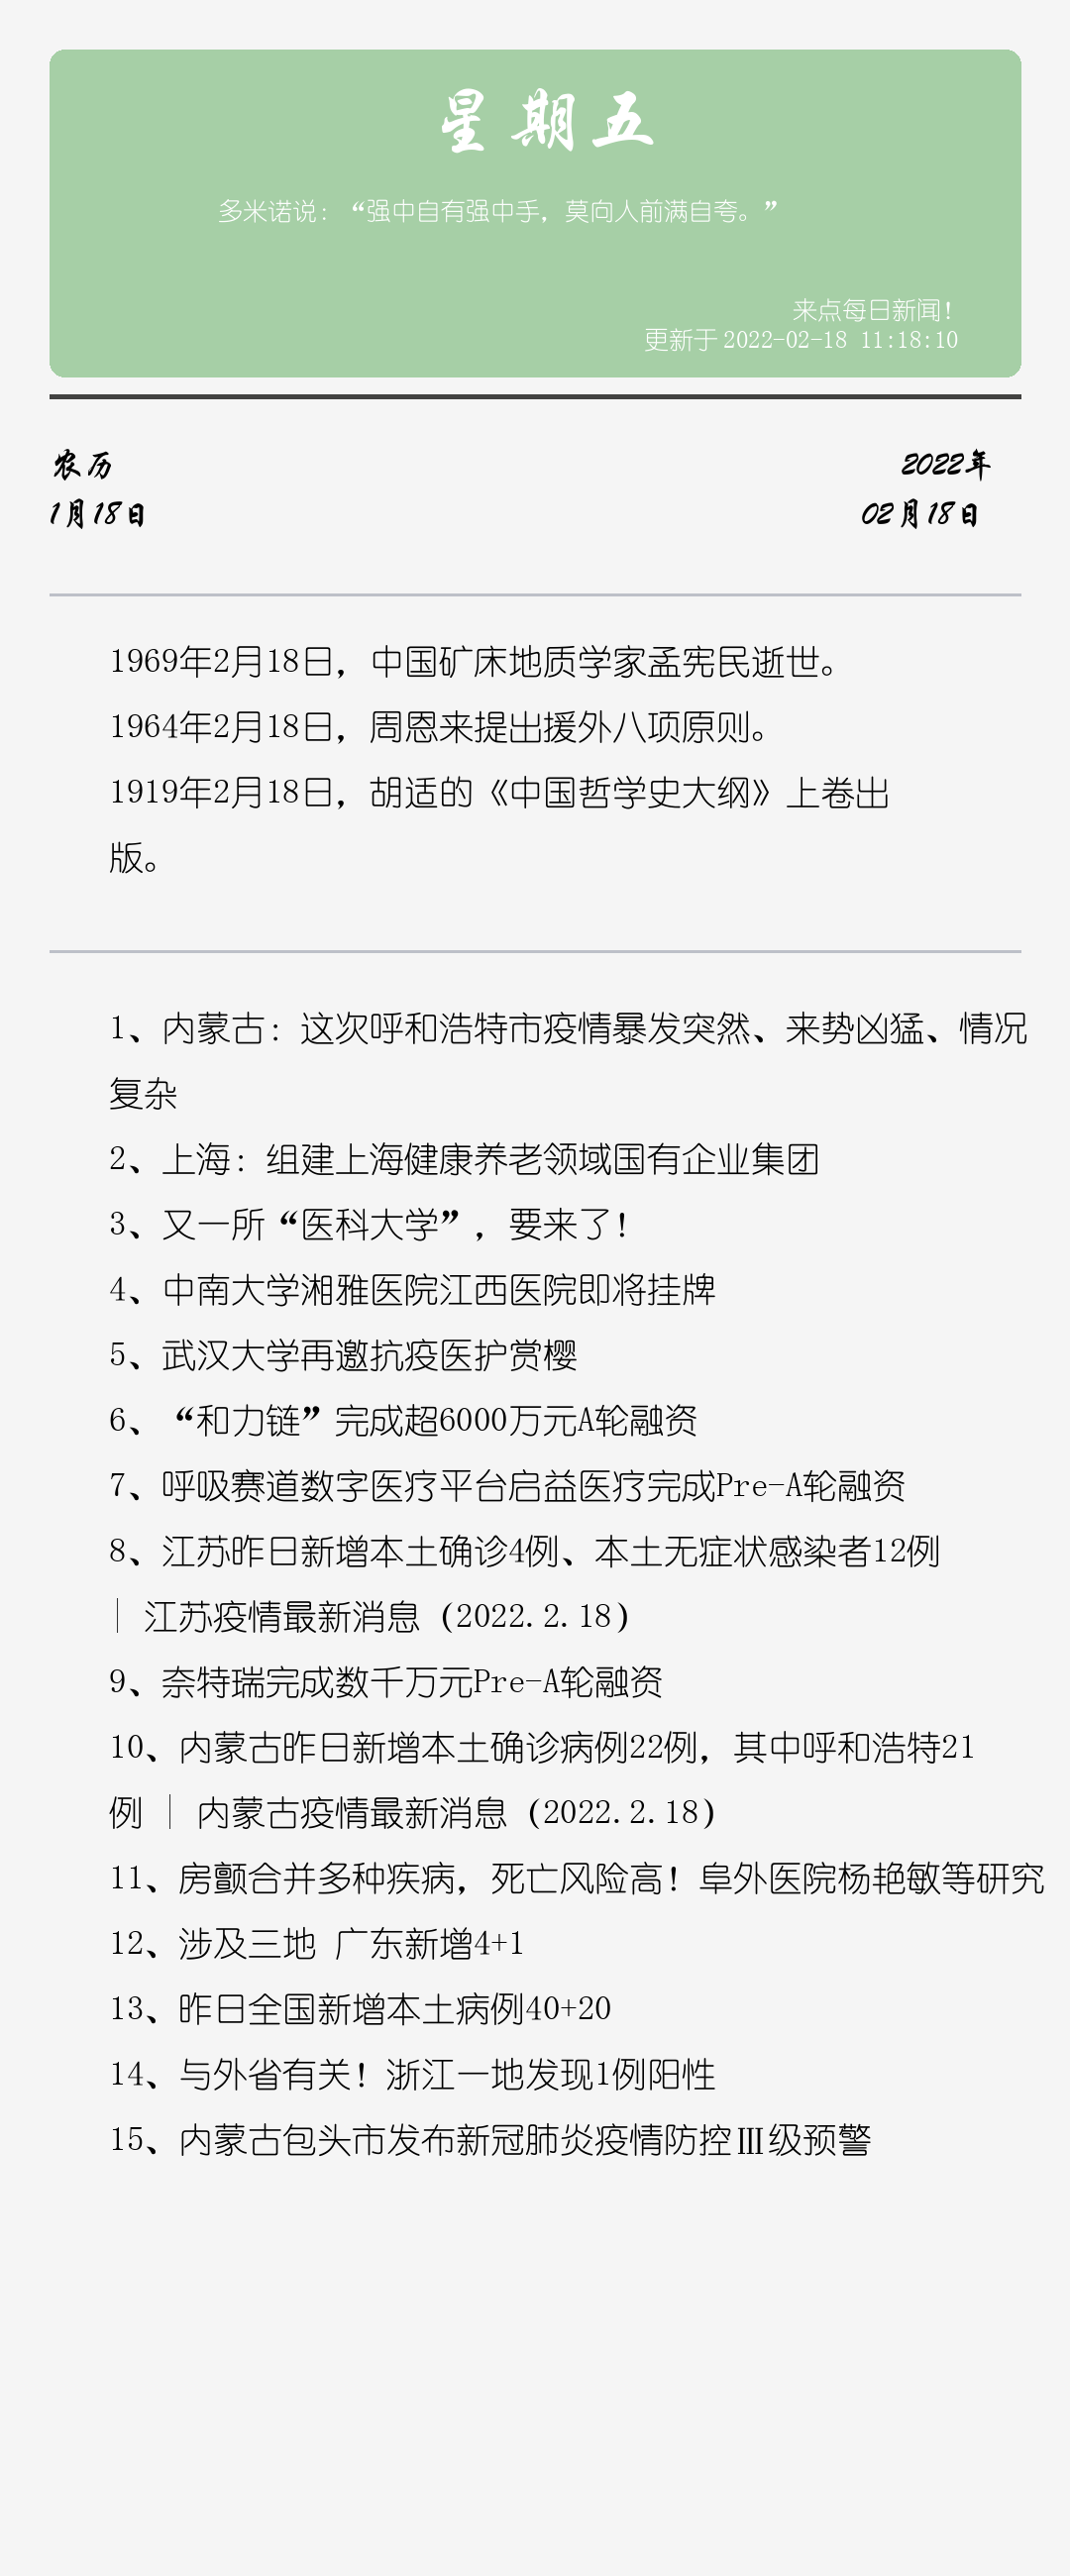 星期五
多米诺说：“强中自有强中手，莫向人前满自夸。”
来点每日新闻！
更新于2022-02-18 11:18:10
农历
2022年
1月18日
02月18日
1969年2月18日，中国矿床地质学家孟宪民逝世。
1964年2月18日，周恩来提出援外八项原则。
1919年2月18日，胡适的《中国哲学史大纲》上卷出
版。
1、内蒙古：这次呼和浩特市疫情暴发突然、来势凶猛、情况
复杂
2、上海：组建上海健康养老领域国有企业集团
3、又一所“医科大学”，要来了！
4、中南大学湘雅医院江西医院即将挂牌
5、武汉大学再邀抗疫医护赏樱
6、“和力链”完成超6000万元A轮融资
7、呼吸赛道数字医疗平台启益医疗完成Pre-A轮融资
8、江苏昨日新增本土确诊4例、本土无症状感染者12例
| 江苏疫情最新消息（2022.2.18）
9、奈特瑞完成数千万元Pre-A轮融资
10、内蒙古昨日新增本土确诊病例22例，其中呼和浩特21
例 | 内蒙古疫情最新消息（2022.2.18）
11、房颤合并多种疾病，死亡风险高！阜外医院杨艳敏等研究
12、涉及三地 广东新增4+1
13、昨日全国新增本土病例40+20
14、与外省有关！浙江一地发现1例阳性
15、内蒙古包头市发布新冠肺炎疫情防控Ⅲ级预警